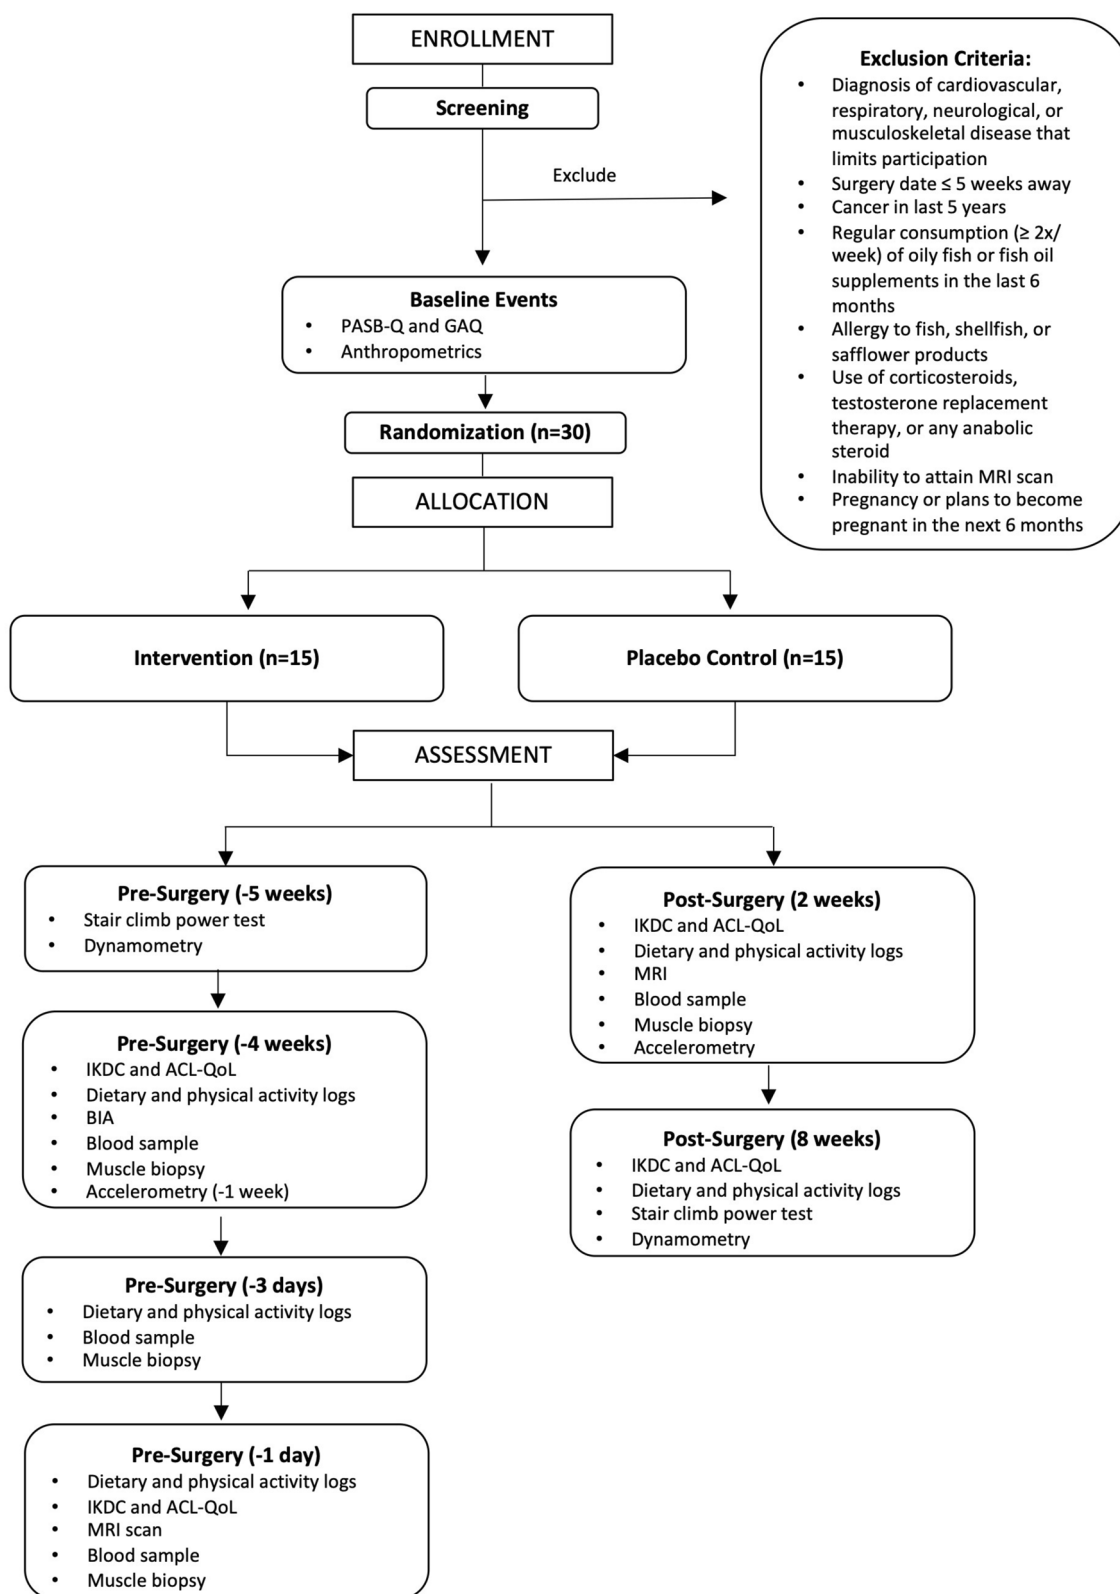 ENROLLMENT
Screening
Exclude
Exclusion Criteria:
• Diagnosis of cardiovascular,
respiratory, neurological, or
musculoskeletal disease that
limits participation
• Surgery date ≤ 5 weeks away
• Cancer in last 5 years
• Regular consumption (≥ 2x/
week) of oily fish or fish oil
supplements in the last 6
months
• Allergy to fish, shellfish, or
safflower products
• Use of corticosteroids,
testosterone replacement
therapy, or any anabolic
steroid
• Inability to attain MRI scan
• Pregnancy or plans to become
pregnant in the next 6 months
Baseline Events
• PASB-Q and GAQ
• Anthropometrics
Randomization (n=30)
ALLOCATION
Intervention (n=15)
Placebo Control (n=15)
ASSESSMENT
Pre-Surgery (-5 weeks)
• Stair climb power test
• Dynamometry
Pre-Surgery (-4 weeks)
• IKDC and ACL-QoL
• Dietary and physical activity logs
• BIA
• Blood sample
• Muscle biopsy
• Accelerometry (-1 week)
Pre-Surgery (-3 days)
• Dietary and physical activity logs
• Blood sample
• Muscle biopsy
Pre-Surgery (-1 day)
• Dietary and physical activity logs
• IKDC and ACL-QoL
• MRI scan
• Blood sample
• Muscle biopsy
Post-Surgery (2 weeks)
• IKDC and ACL-QoL
• Dietary and physical activity logs
• MRI
• Blood sample
• Muscle biopsy
• Accelerometry
Post-Surgery (8 weeks)
• IKDC and ACL-QoL
• Dietary and physical activity logs
• Stair climb power test
• Dynamometry